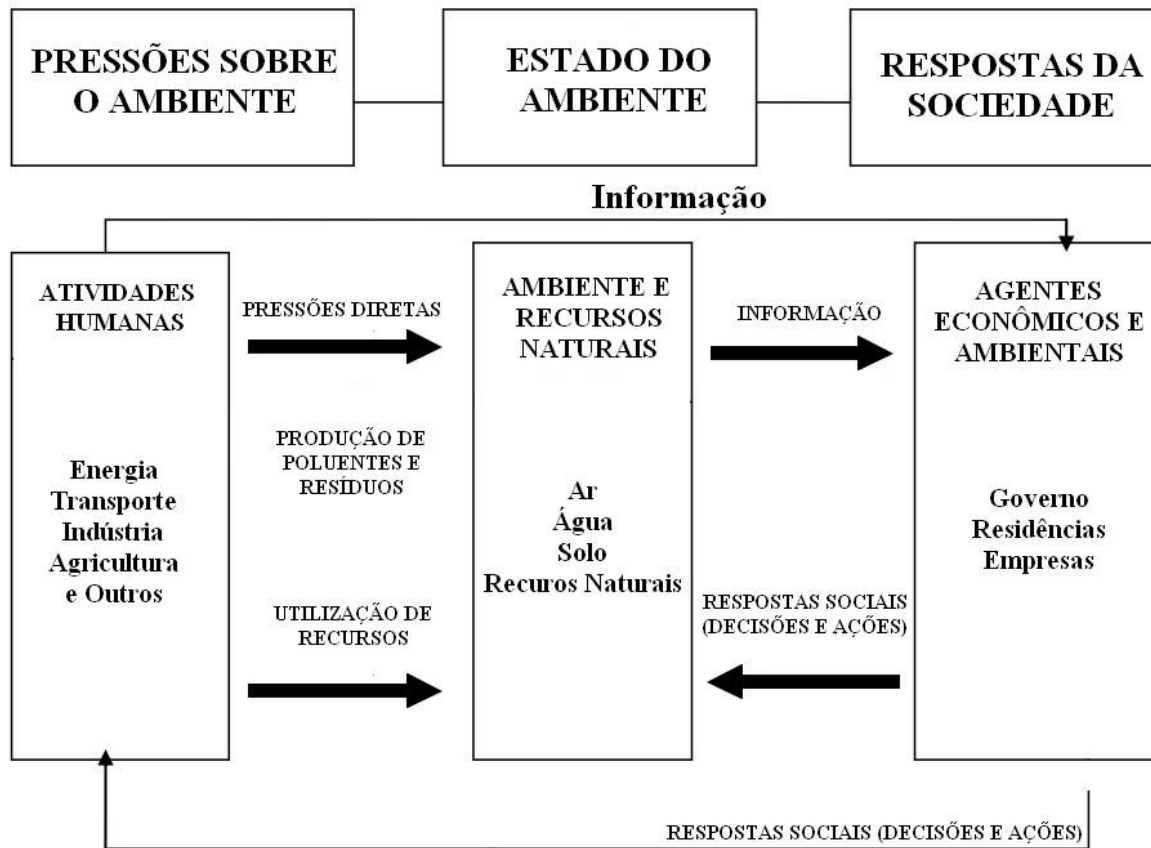 PRESSÕES SOBRE
O AMBIENTE
ESTADO DO
AMBIENTE
RESPOSTAS DA
SOCIEDADE
Informação
ATIVIDADES
HUMANAS
Energia
Transporte
Indústria
Agricultura
e Outros
PRESSÕES DIRETAS
PRODUÇÃO DE
POLUENTES E
RESÍDUOS
UTILIZAÇÃO DE
RECURSOS
AMBIENTE E
RECURSOS
NATURAIS
Ar
Água
Solo
Recuros Naturais
INFORMAÇÃO
RESPOSTAS SOCIAIS
(DECISÕES E AÇÕES)
AGENTES
ECONÔMICOS E
AMBIENTAIS
Governo
Residências
Empresas
RESPOSTAS SOCIAIS (DECISÕES E AÇÕES)